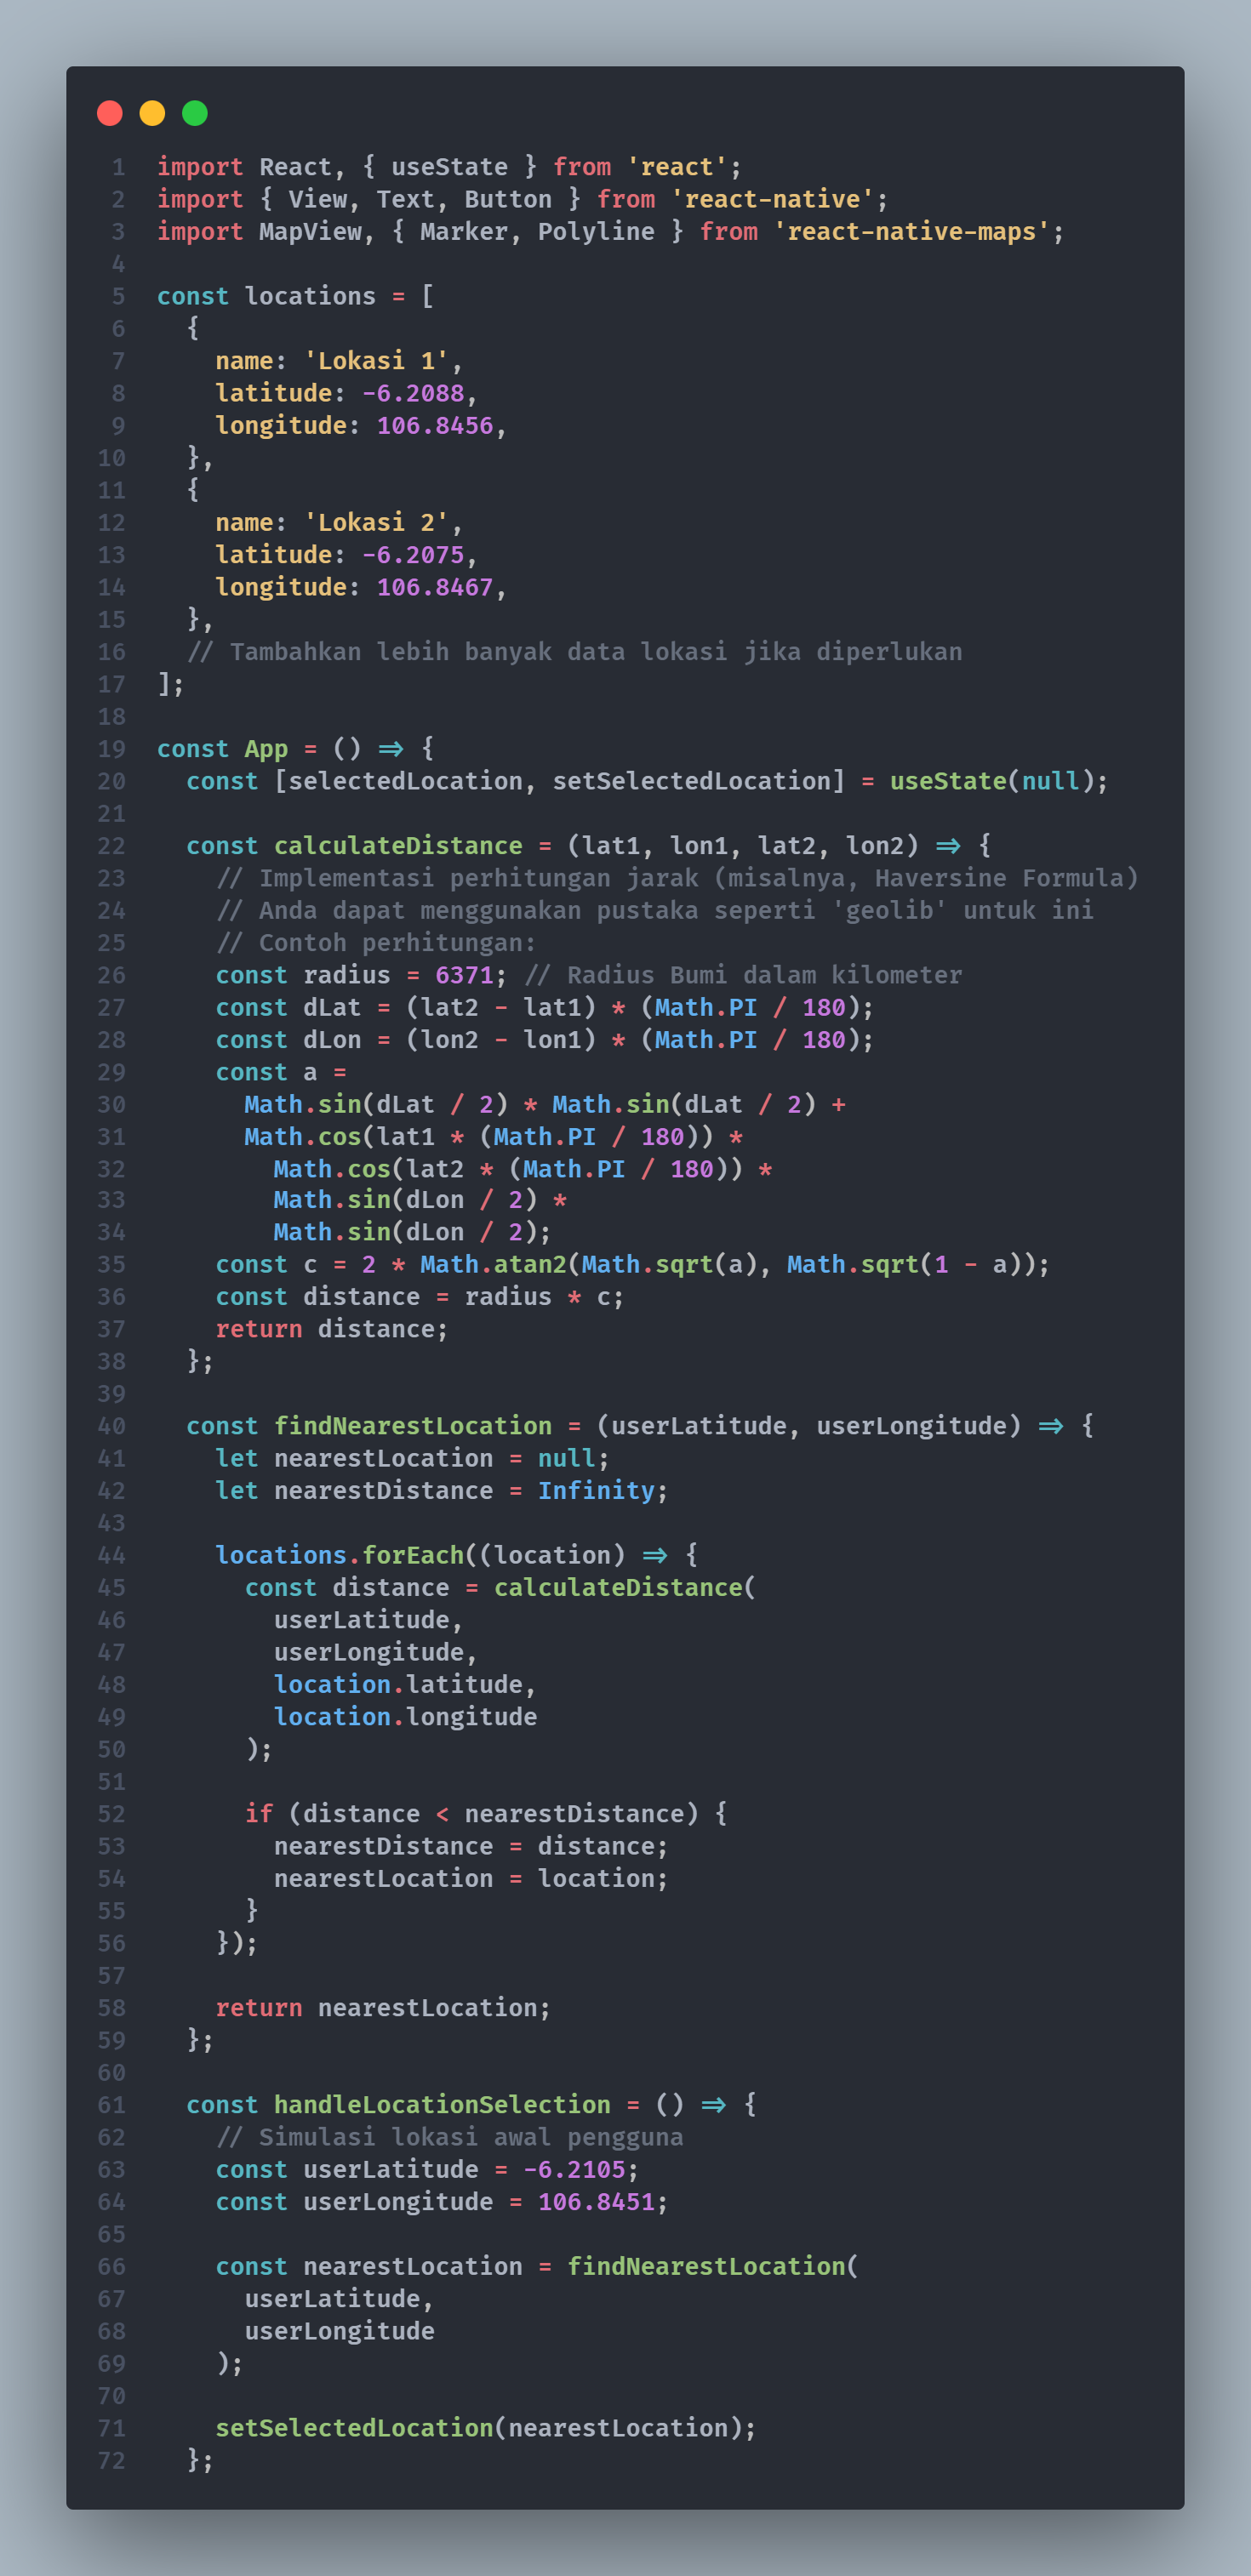 1 import React, { useState } from 'react';
2 import { View, Text, Button } from 'react-native';
3 import MapView, { Marker, Polyline } from 'react-native-maps';
4
5 const locations = [
6   {
7     name: 'Lokasi 1',
8     latitude: -6.2088,
9     longitude: 106.8456,
10   },
11   {
12     name: 'Lokasi 2',
13     latitude: -6.2075,
14     longitude: 106.8467,
15   },
16   // Tambahkan lebih banyak data lokasi jika diperlukan
17 ];
18
19 const App = () => {
20   const [selectedLocation, setSelectedLocation] = useState(null);
21
22   const calculateDistance = (lat1, lon1, lat2, lon2) => {
23     // Implementasi perhitungan jarak (misalnya, Haversine Formula)
24     // Anda dapat menggunakan pustaka seperti 'geolib' untuk ini
25     // Contoh perhitungan:
26     const radius = 6371; // Radius Bumi dalam kilometer
27     const dLat = (lat2 - lat1) * (Math.PI / 180);
28     const dLon = (lon2 - lon1) * (Math.PI / 180);
29     const a =
30       Math.sin(dLat / 2) * Math.sin(dLat / 2) +
31       Math.cos(lat1 * (Math.PI / 180)) *
32         Math.cos(lat2 * (Math.PI / 180)) *
33         Math.sin(dLon / 2) *
34         Math.sin(dLon / 2);
35     const c = 2 * Math.atan2(Math.sqrt(a), Math.sqrt(1 - a));
36     const distance = radius * c;
37     return distance;
38   };
39
40   const findNearestLocation = (userLatitude, userLongitude) => {
41     let nearestLocation = null;
42     let nearestDistance = Infinity;
43
44     locations.forEach((location) => {
45       const distance = calculateDistance(
46         userLatitude,
47         userLongitude,
48         location.latitude,
49         location.longitude
50       );
51
52       if (distance < nearestDistance) {
53         nearestDistance = distance;
54         nearestLocation = location;
55       }
56     });
57
58     return nearestLocation;
59   };
60
61   const handleLocationSelection = () => {
62     // Simulasi lokasi awal pengguna
63     const userLatitude = -6.2105;
64     const userLongitude = 106.8451;
65
66     const nearestLocation = findNearestLocation(
67       userLatitude,
68       userLongitude
69     );
70
71     setSelectedLocation(nearestLocation);
72   };